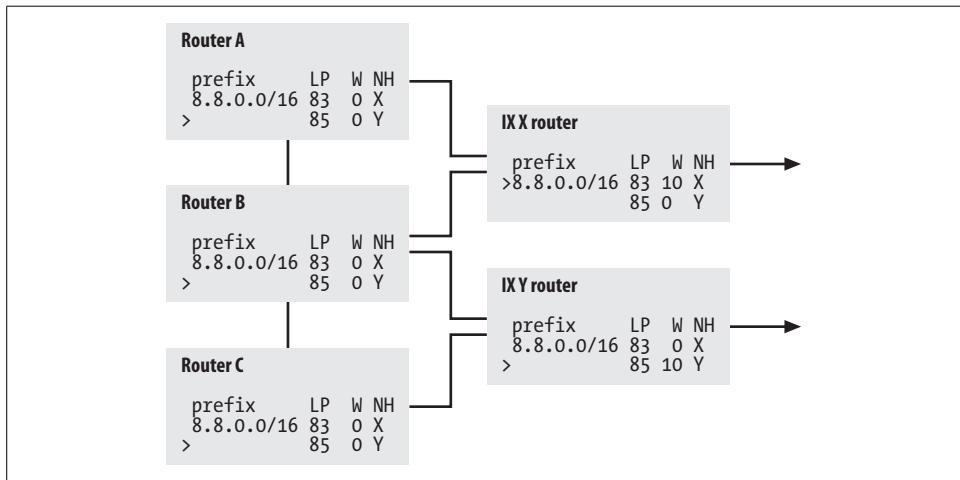 Router A
prefix LP W NH
8.8.0.0/16 83 0 X
> 85 0 Y
Router B
prefix LP W NH
8.8.0.0/16 83 0 X
> 85 0 Y
Router C
prefix LP W NH
8.8.0.0/16 83 0 X
> 85 0 Y
IX X router
prefix LP W NH
>8.8.0.0/16 83 10 X
85 0 Y
IX Y router
prefix LP W NH
8.8.0.0/16 83 0 X
> 85 10 Y